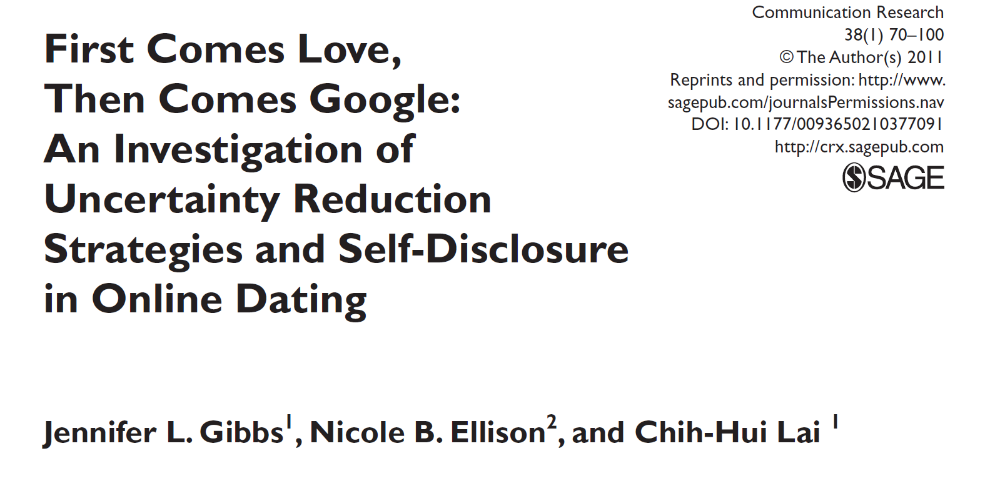 Communication Research
38(1) 70–100
© The Author(s) 2011
Reprints and permission: http://www.
sagepub.com/journalsPermissions.nav
DOI: 10.1177/0093650210377091
http://crx.sagepub.com
SAGE
First Comes Love,
Then Comes Google:
An Investigation of
Uncertainty Reduction
Strategies and Self-Disclosure
in Online Dating
Jennifer L. Gibbs1, Nicole B. Ellison2, and Chih-Hui Lai 1